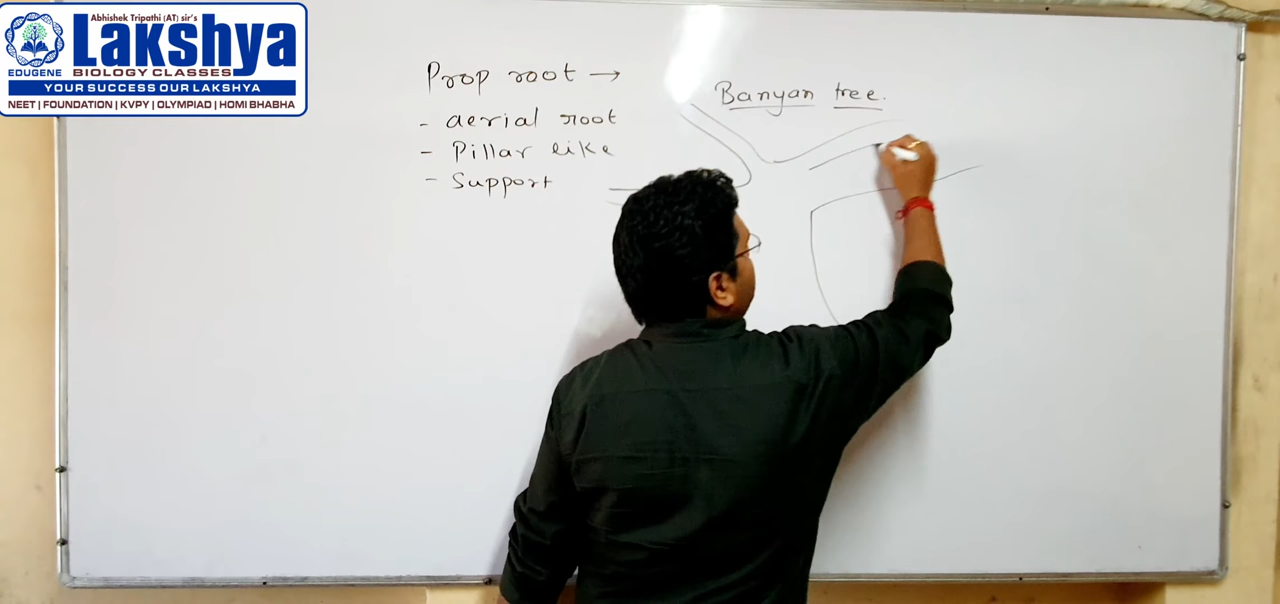 Abhishek Tripathi (AT) sir's
Lakshya
EDUGENE BIOLOGY CLASSES
YOUR SUCCESS OUR LAKSHYA
NEET | FOUNDATION | KVPY | OLYMPIAD | HOMI BHABHA
Prop root →
Banyan tree.
- aerial root
- Pillar like
- Support